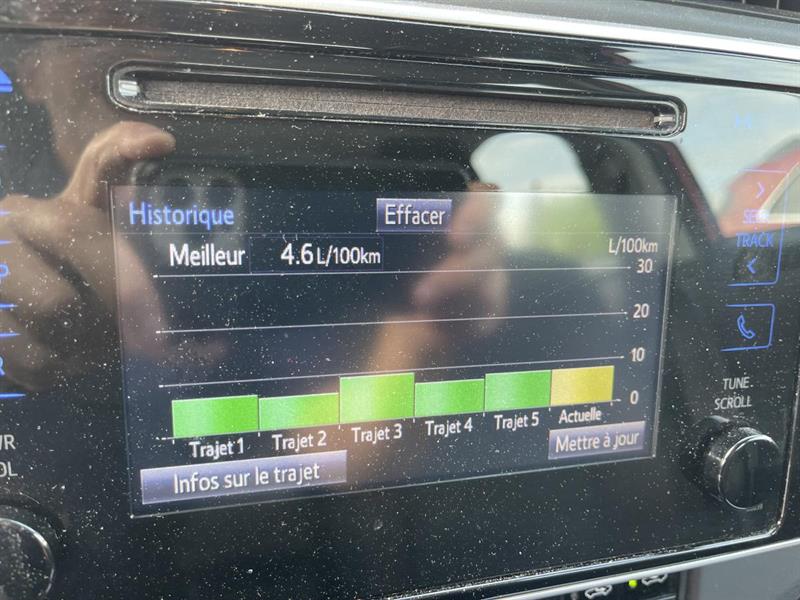 Historique
Effacer
Meilleur 4.6 L/100km
L/100km
30
20
10
0
Trajet 1 Trajet 2 Trajet 3 Trajet 4 Trajet 5 Actuelle
Infos sur le trajet
Mettre à jour
SEEK
TRACK
TUNE
SCROLL